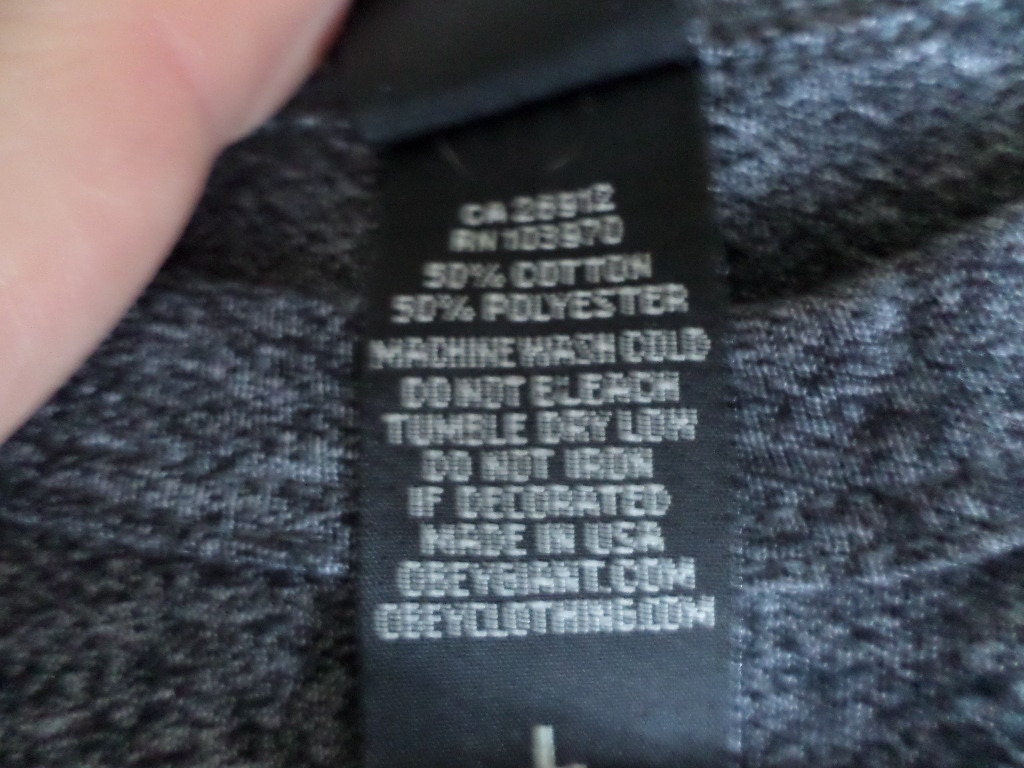 CA 26912
RN 103970
50% COTTON
50% POLYESTER
MACHINE WASH COLD
DO NOT BLEACH
TUMBLE DRY LOW
DO NOT IRON
IF DECORATED
MADE IN USA
OBEYGIANT.COM
OBEYCLOTHING.COM
L